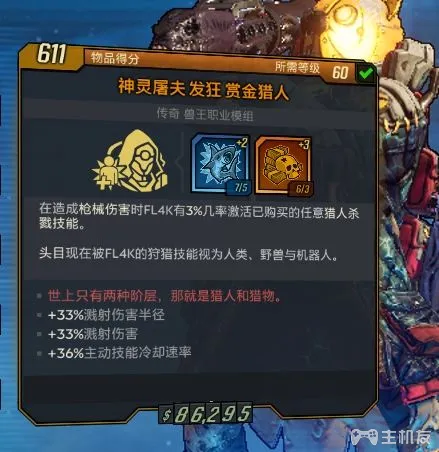 611
物品得分
所需等级 60
神灵屠夫 发狂 赏金猎人
传奇 兽王职业模组
+2
7/5
+3
6/3
在造成枪械伤害时FL4K有3%几率激活已购买的任意猎人杀
戮技能。
头目现在被FL4K的狩猎技能视为人类、野兽与机器人。
世上只有两种阶层，那就是猎人和猎物。
+33%溅射伤害半径
+33%溅射伤害
+36%主动技能冷却速率
$86,295
主机友